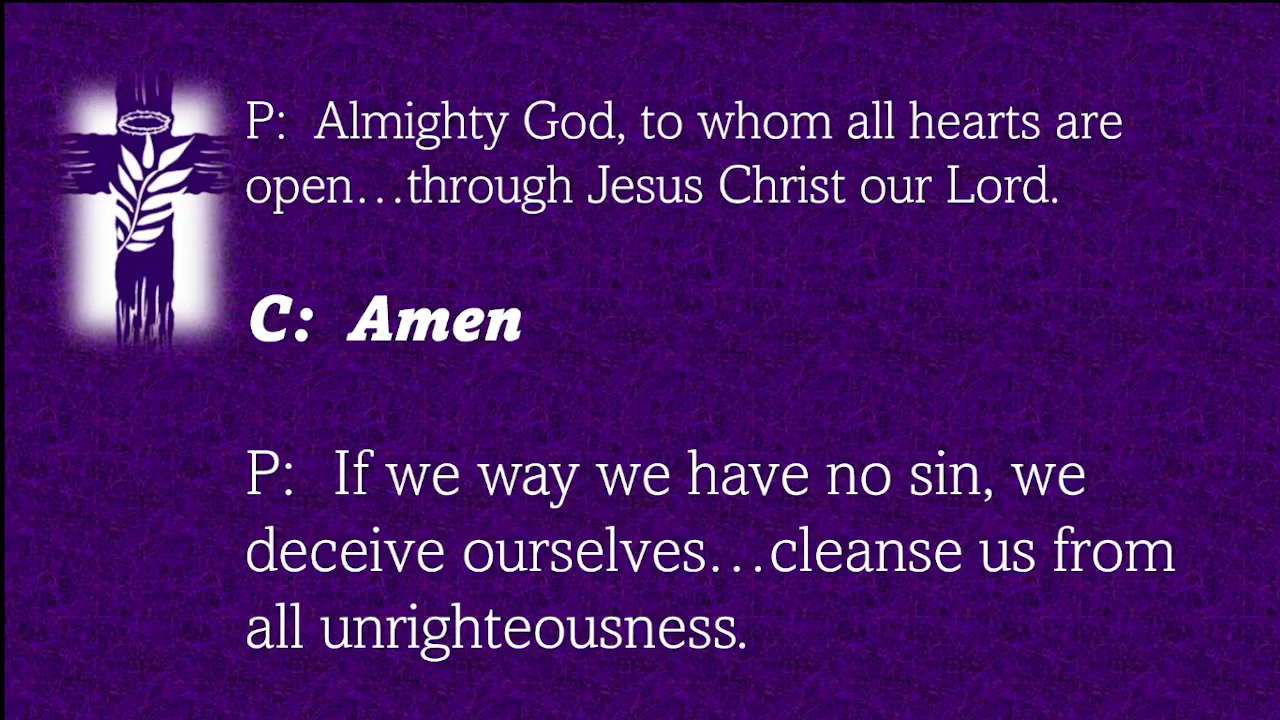 P:  Almighty God, to whom all hearts are
open…through Jesus Christ our Lord.
C:  Amen
P:  If we way we have no sin, we
deceive ourselves…cleanse us from
all unrighteousness.